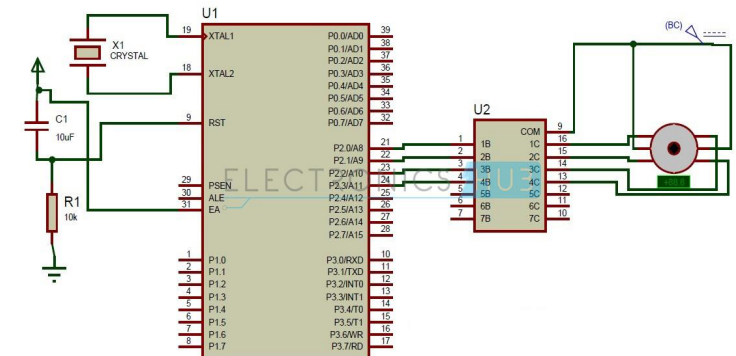 U1
(BC)
X1
CRYSTAL
C1
10uF
R1
10k
19 XTAL1
18 XTAL2
9 RST
29 PSEN
30 ALE
31 EA
1 P1.0
2 P1.1
3 P1.2
4 P1.3
5 P1.4
6 P1.5
7 P1.6
8 P1.7
P0.0/AD0 39
P0.1/AD1 38
P0.2/AD2 37
P0.3/AD3 36
P0.4/AD4 35
P0.5/AD5 34
P0.6/AD6 33
P0.7/AD7 32
P2.0/A8 21
P2.1/A9 22
P2.2/A10 23
P2.3/A11 24
P2.4/A12 25
P2.5/A13 26
P2.6/A14 27
P2.7/A15 28
P3.0/RXD 10
P3.1/TXD 11
P3.2/INT0 12
P3.3/INT1 13
P3.4/T0 14
P3.5/T1 15
P3.6/WR 16
P3.7/RD 17
ELECTRONICS HUB
U2
1 1B
2 2B
3 3B
4 4B
5 5B
6 6B
7 7B
COM 9
1C 16
2C 15
3C 14
4C 13
5C 12
6C 11
7C 10